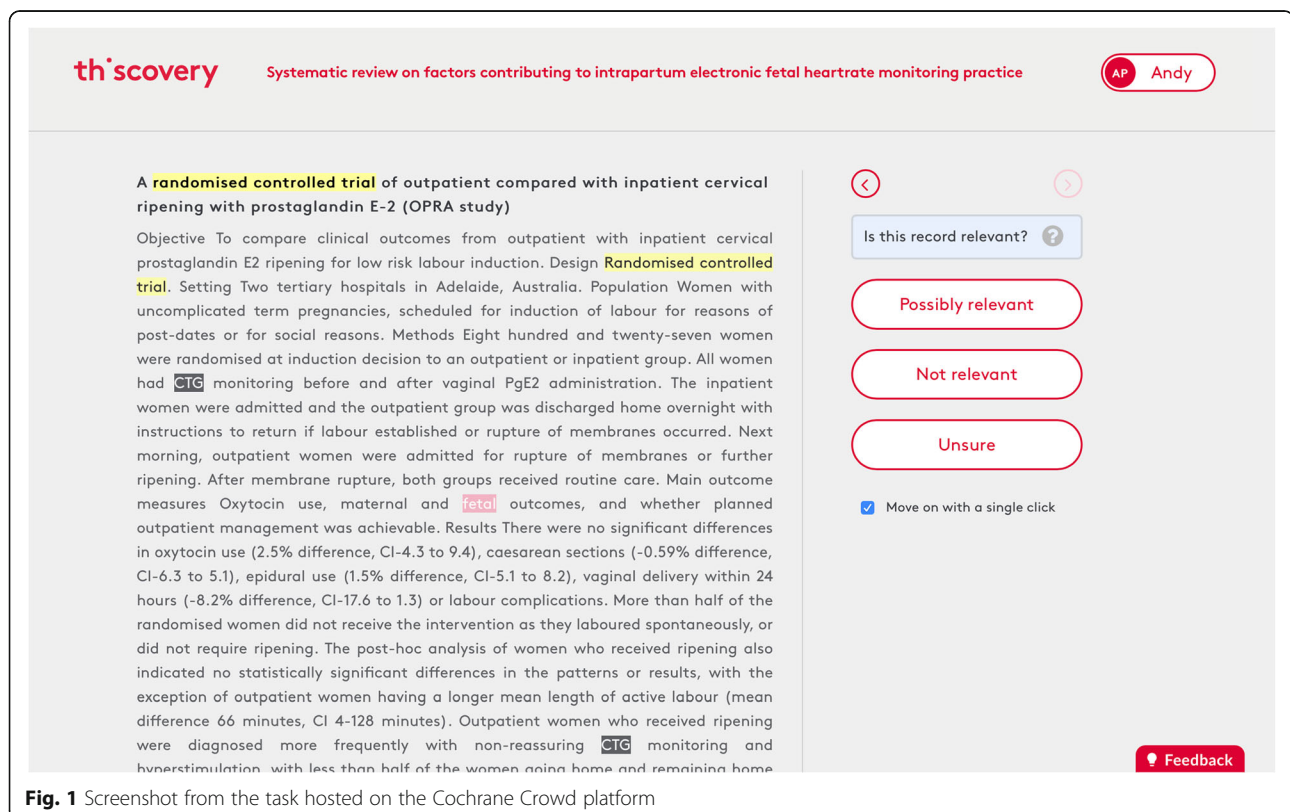 th·scovery
Systematic review on factors contributing to intrapartum electronic fetal heartrate monitoring practice
AP Andy
A randomised controlled trial of outpatient compared with inpatient cervical
ripening with prostaglandin E-2 (OPRA study)
Objective To compare clinical outcomes from outpatient with inpatient cervical
prostaglandin E2 ripening for low risk labour induction. Design Randomised controlled
trial. Setting Two tertiary hospitals in Adelaide, Australia. Population Women with
uncomplicated term pregnancies, scheduled for induction of labour for reasons of
post-dates or for social reasons. Methods Eight hundred and twenty-seven women
were randomised at induction decision to an outpatient or inpatient group. All women
had CTG monitoring before and after vaginal PgE2 administration. The inpatient
women were admitted and the outpatient group was discharged home overnight with
instructions to return if labour established or rupture of membranes occurred. Next
morning, outpatient women were admitted for rupture of membranes or further
ripening. After membrane rupture, both groups received routine care. Main outcome
measures Oxytocin use, maternal and fetal outcomes, and whether planned
outpatient management was achievable. Results There were no significant differences
in oxytocin use (2.5% difference, CI-4.3 to 9.4), caesarean sections (-0.59% difference,
CI-6.3 to 5.1), epidural use (1.5% difference, CI-5.1 to 8.2), vaginal delivery within 24
hours (-8.2% difference, CI-17.6 to 1.3) or labour complications. More than half of the
randomised women did not receive the intervention as they laboured spontaneously, or
did not require ripening. The post-hoc analysis of women who received ripening also
indicated no statistically significant differences in the patterns or results, with the
exception of outpatient women having a longer mean length of active labour (mean
difference 66 minutes, CI 4-128 minutes). Outpatient women who received ripening
were diagnosed more frequently with non-reassuring CTG monitoring and
hyperstimulation, with less than half of the women going home and remaining home
Is this record relevant? ?
Possibly relevant
Not relevant
Unsure
Move on with a single click
Feedback
Fig. 1 Screenshot from the task hosted on the Cochrane Crowd platform